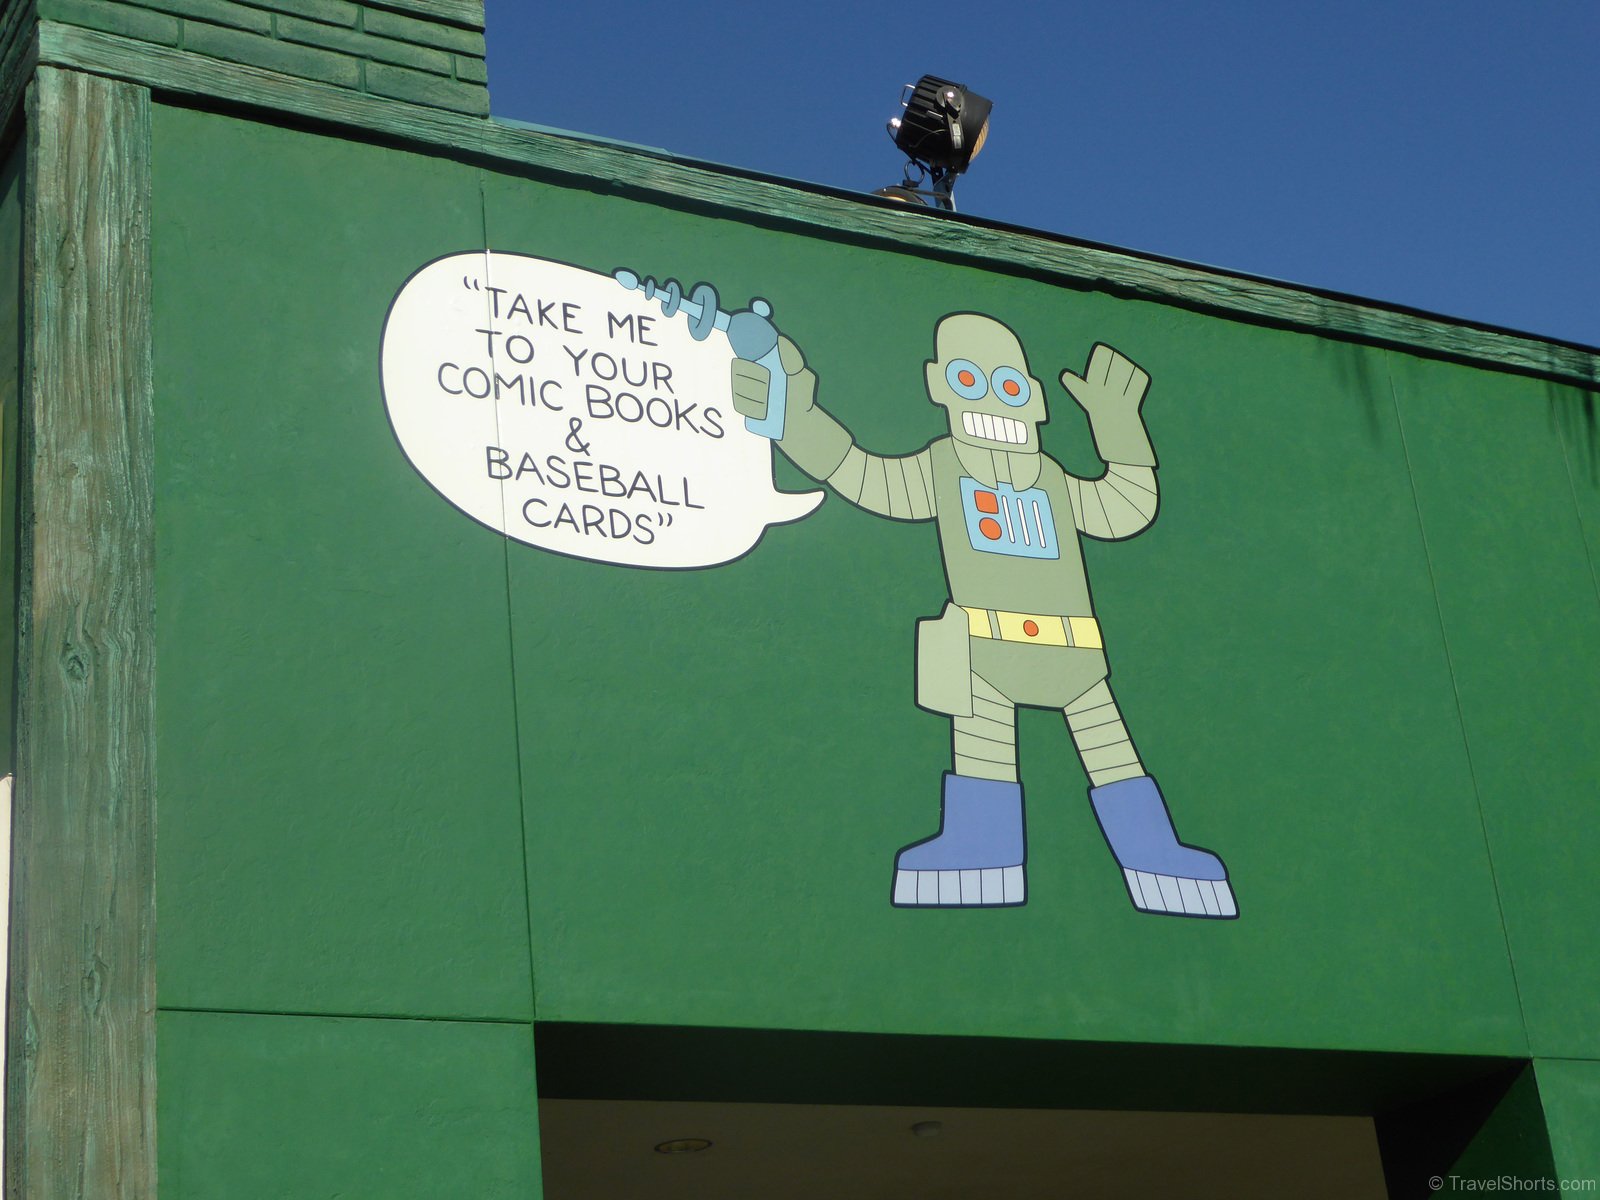 “TAKE ME
TO YOUR
COMIC BOOKS
&
BASEBALL
CARDS”
© TravelShorts.com